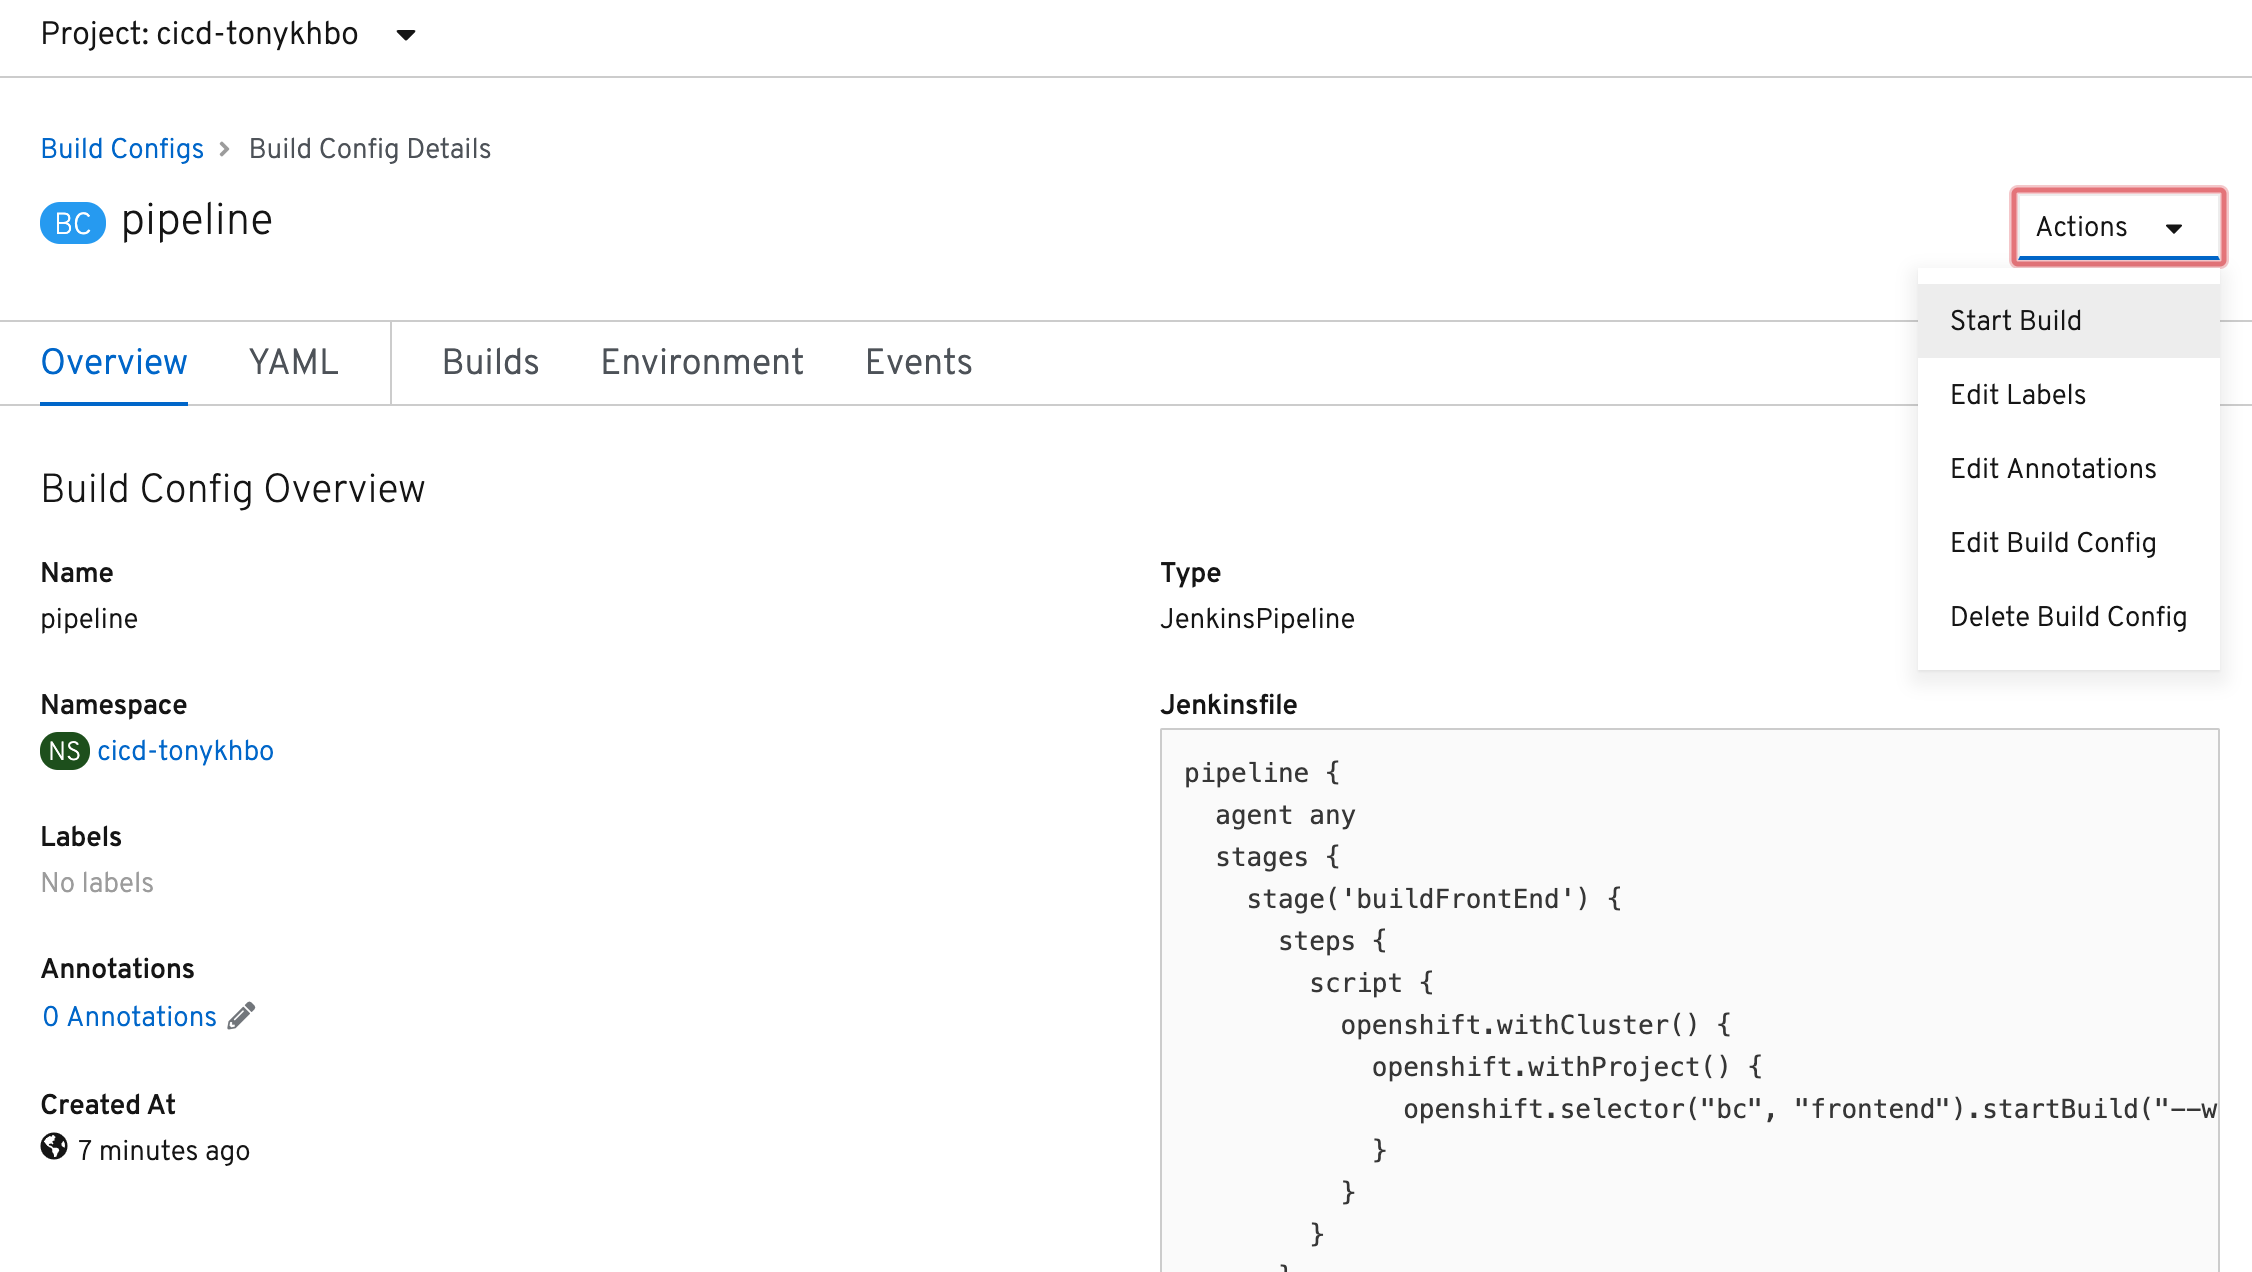 Project: cicd-tonykhbo
Build Configs > Build Config Details
BC pipeline
Actions
Start Build
Edit Labels
Edit Annotations
Edit Build Config
Delete Build Config
Overview
YAML
Builds
Environment
Events
Build Config Overview
Name
pipeline
Namespace
NS cicd-tonykhbo
Labels
No labels
Annotations
0 Annotations
Created At
7 minutes ago
Type
JenkinsPipeline
Jenkinsfile
pipeline {
  agent any
  stages {
    stage('buildFrontEnd') {
      steps {
        script {
          openshift.withCluster() {
            openshift.withProject() {
              openshift.selector("bc", "frontend").startBuild("--w
            }
          }
        }
      }